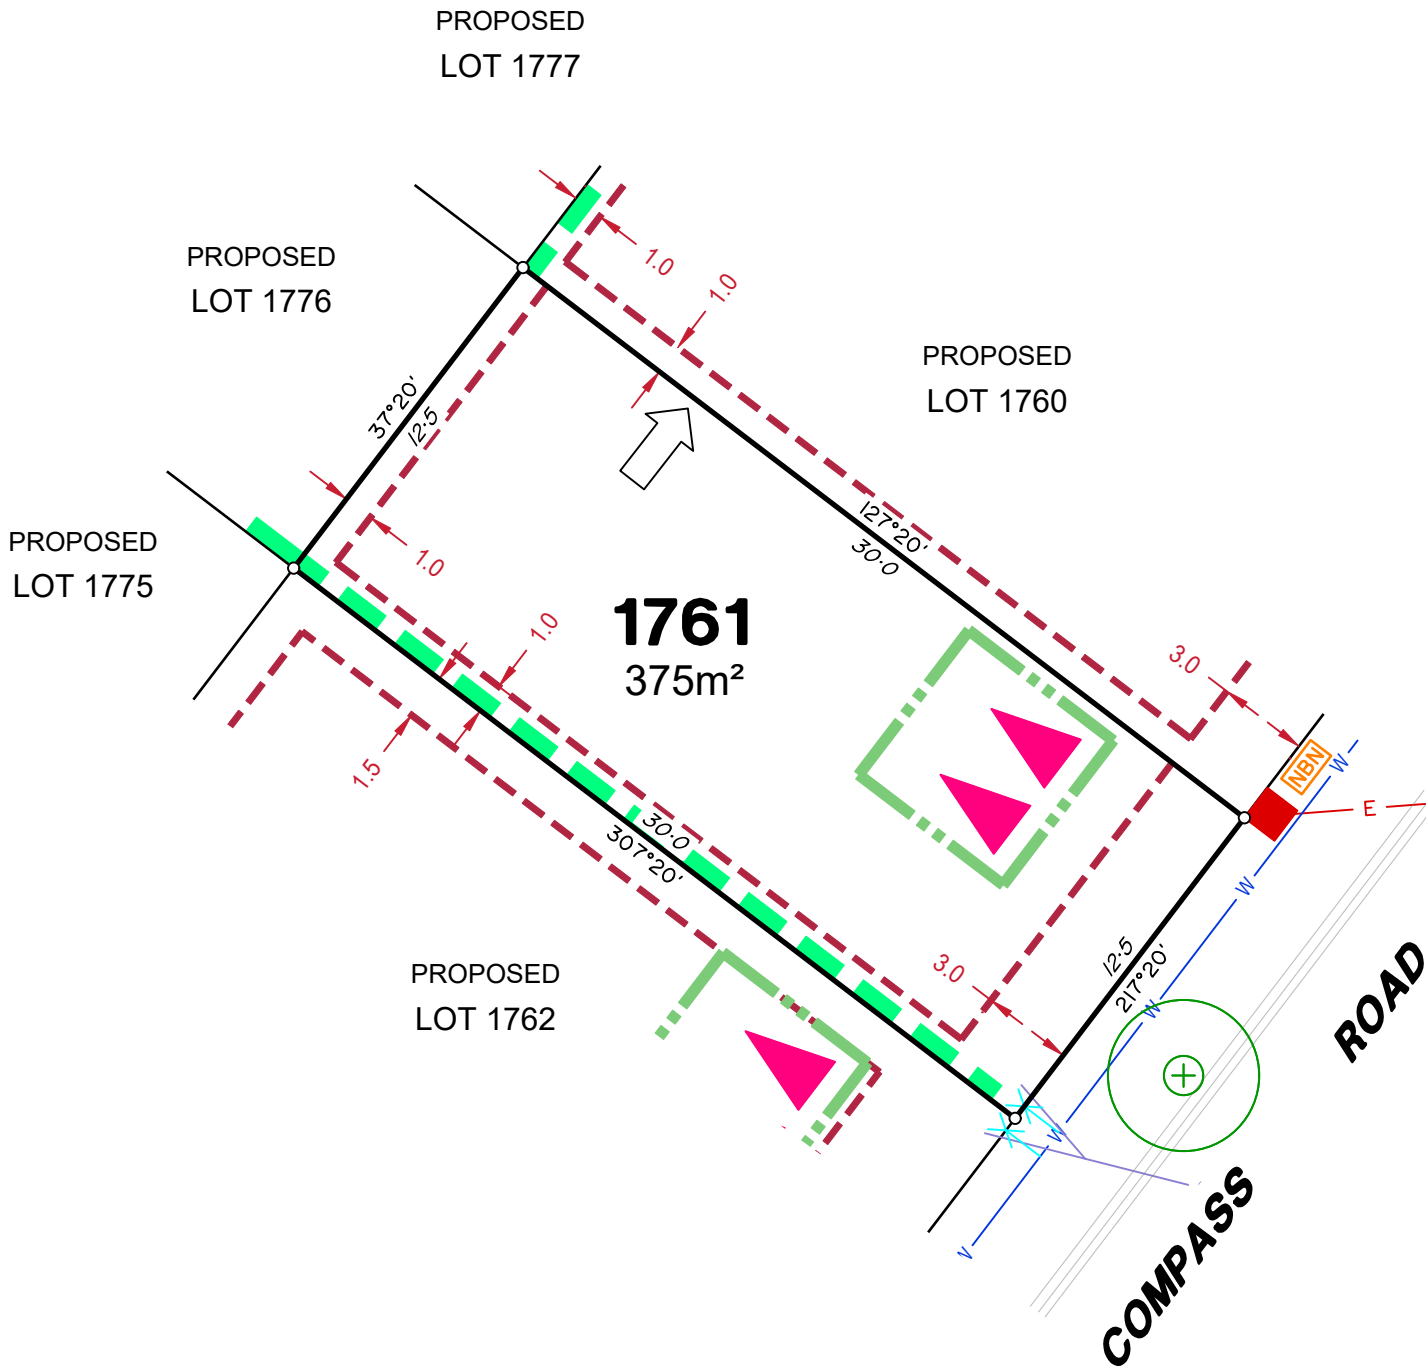 PROPOSED
LOT 1777
PROPOSED
LOT 1776
1.0
1.0
PROPOSED
LOT 1760
37°20'
12·5
127°20'
30·0
PROPOSED
LOT 1775
1.0
1.0
1761
375m²
3.0
NBN
W
E
1.5
30·0
307°20'
W
3.0
12·5
217°20'
W
PROPOSED
LOT 1762
W
W
COMPASS ROAD